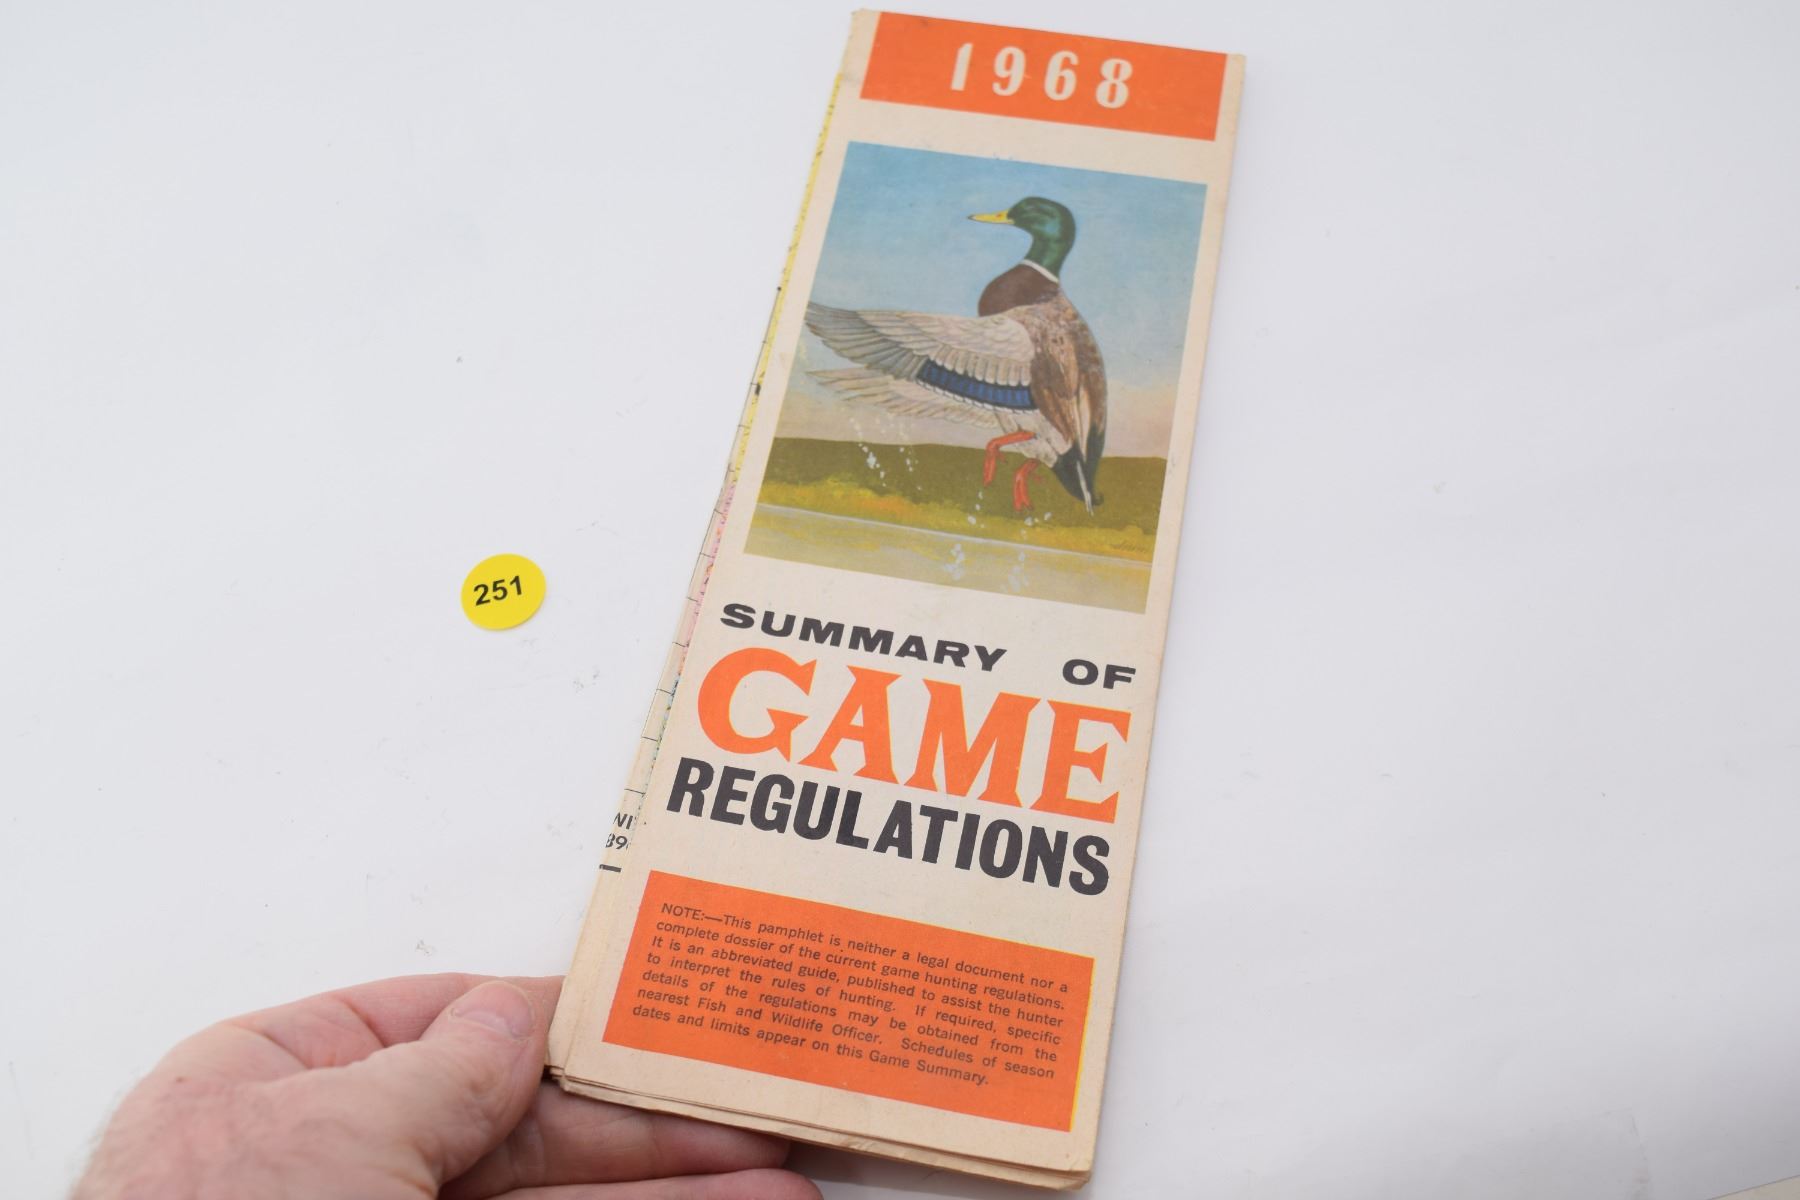 1968
SUMMARY OF
GAME
REGULATIONS
NOTE:—This pamphlet is neither a legal document nor a
complete dossier of the current game hunting regulations.
It is an abbreviated guide, published to assist the hunter
to interpret the rules of hunting. If required, specific
details of the regulations may be obtained from the
nearest Fish and Wildlife Officer. Schedules of season
dates and limits appear on this Game Summary.
251